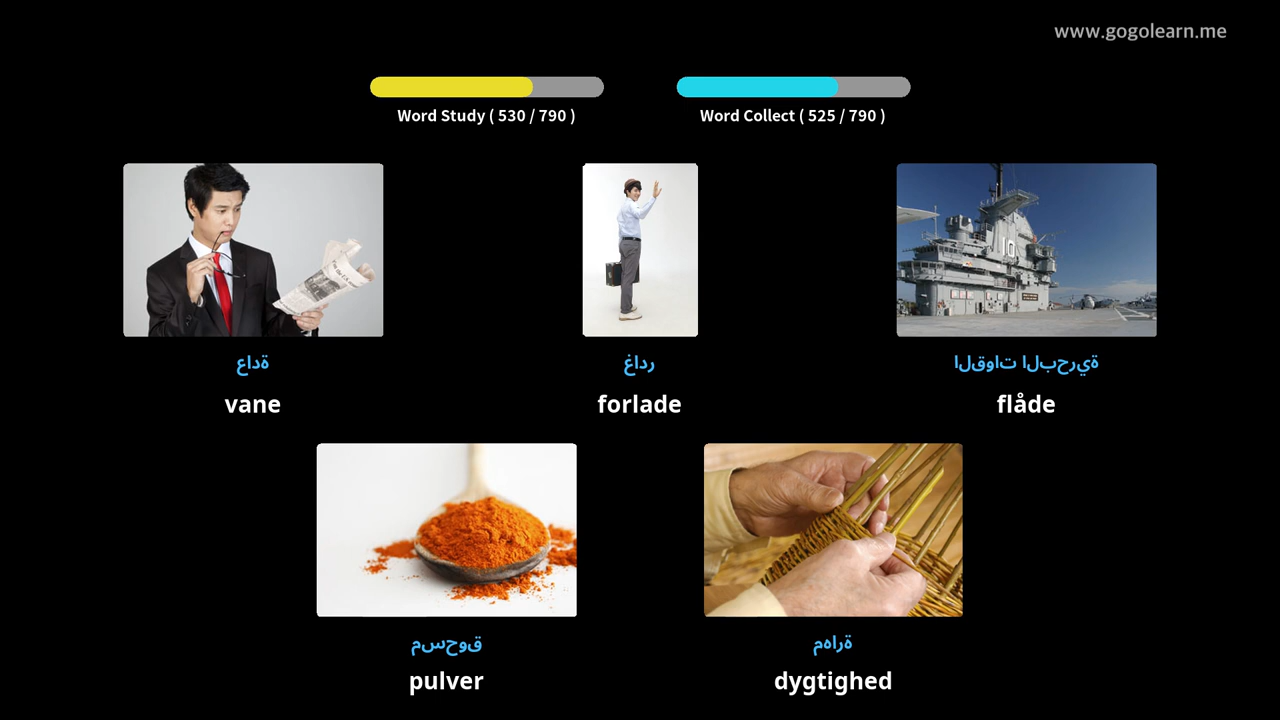 www.gogolearn.me
Word Study ( 530 / 790 )
Word Collect ( 525 / 790 )
10
عادة
غادر
القوات البحرية
vane
forlade
flåde
مسحوق
مهارة
pulver
dygtighed